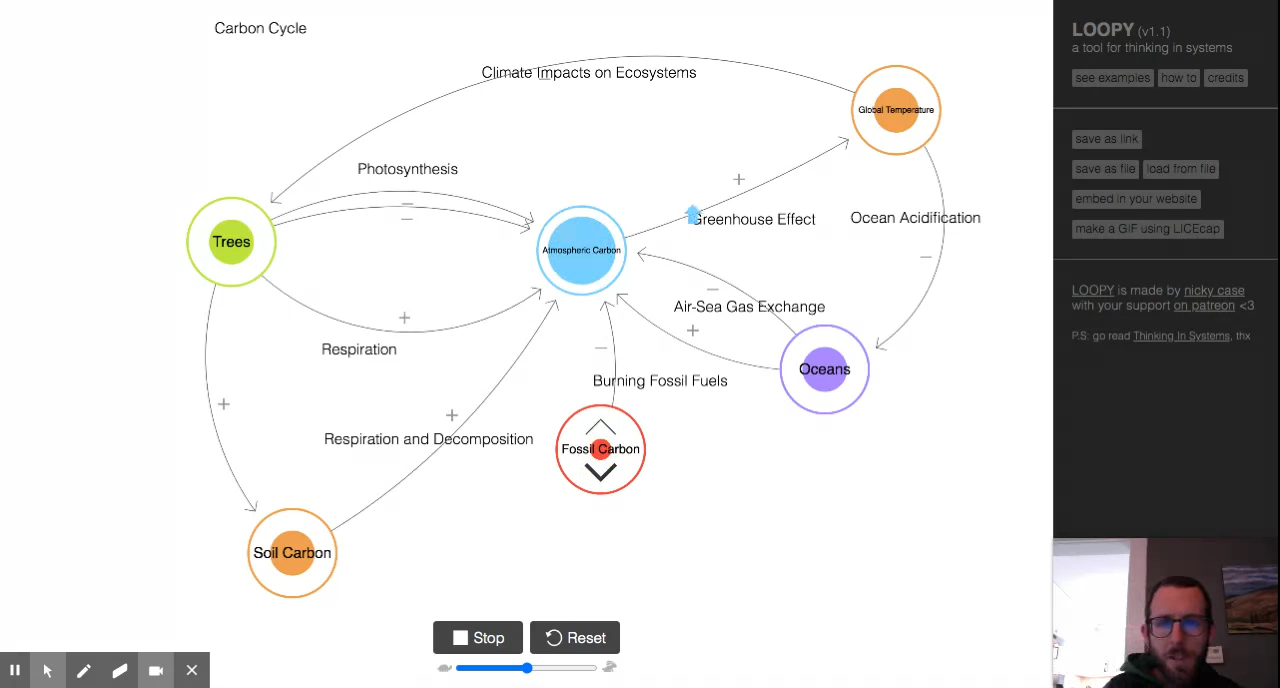 Carbon Cycle
Climate Impacts on Ecosystems
Global Temperature
Photosynthesis
+
Greenhouse Effect
Ocean Acidification
−
−
−
Trees
Atmospheric Carbon
Air-Sea Gas Exchange
−
+
+
Respiration
−
Oceans
Burning Fossil Fuels
+
+
Respiration and Decomposition
Fossil Carbon
Soil Carbon
Stop
Reset
LOOPY (v1.1)
a tool for thinking in systems
see examples how to credits
save as link
save as file load from file
embed in your website
make a GIF using LICEcap
LOOPY is made by nicky case
with your support on patreon <3
P.S: go read Thinking In Systems, thx